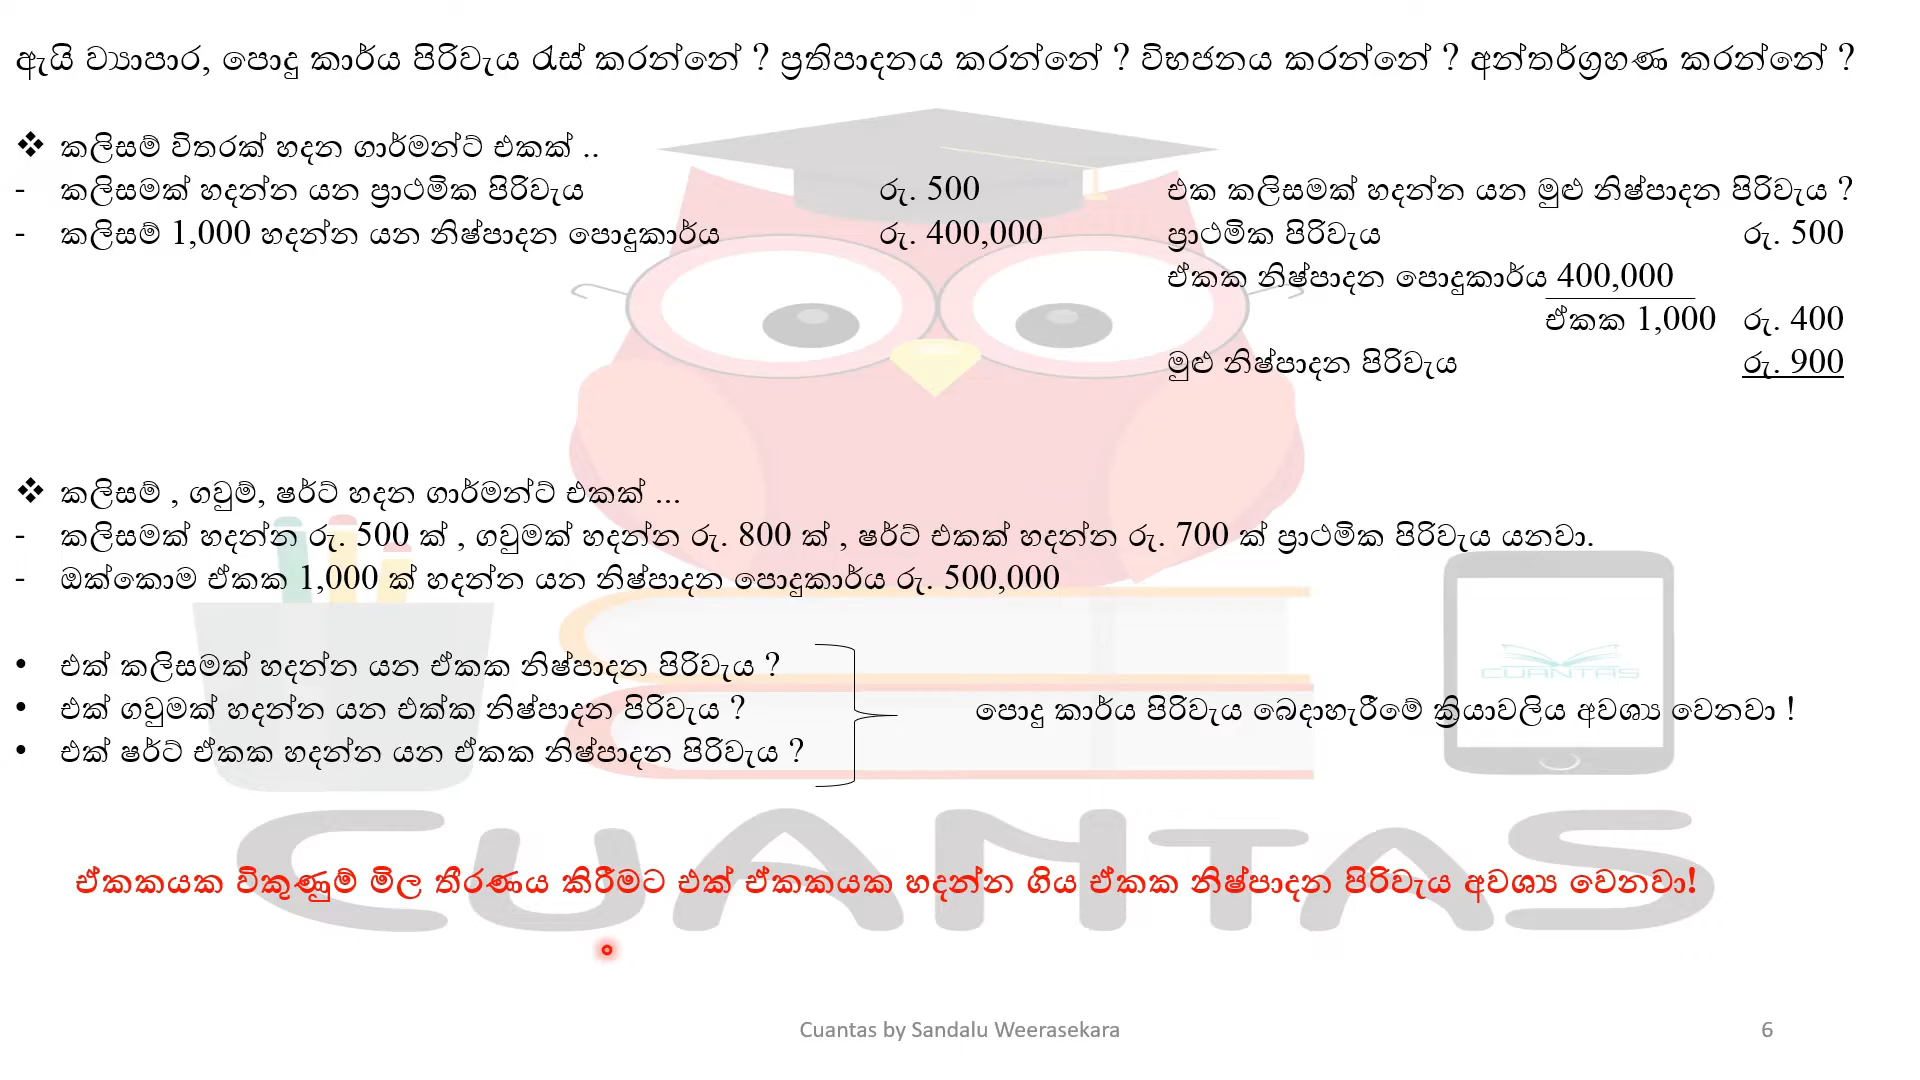 ඇයි ව්‍යාපාර, පොදු කාර්ය පිරිවැය රැස් කරන්නේ ? ප්‍රතිපාදනය කරන්නේ ? විභජනය කරන්නේ ? අන්තර්ග්‍රහණ කරන්නේ ?
❖ කලිසම් විතරක් හදන ගාර්මන්ට් එකක් ..
- කලිසමක් හදන්න යන ප්‍රාථමික පිරිවැය රු. 500
- කලිසම් 1,000 හදන්න යන නිෂ්පාදන පොදුකාර්ය රු. 400,000
එක කලිසමක් හදන්න යන මුළු නිෂ්පාදන පිරිවැය ?
ප්‍රාථමික පිරිවැය රු. 500
ඒකක නිෂ්පාදන පොදුකාර්ය 400,000
ඒකක 1,000 රු. 400
මුළු නිෂ්පාදන පිරිවැය රු. 900
❖ කලිසම් , ගවුම්, ෂර්ට් හදන ගාර්මන්ට් එකක් ...
- කලිසමක් හදන්න රු. 500 ක් , ගවුමක් හදන්න රු. 800 ක් , ෂර්ට් එකක් හදන්න රු. 700 ක් ප්‍රාථමික පිරිවැය යනවා.
- ඔක්කොම ඒකක 1,000 ක් හදන්න යන නිෂ්පාදන පොදුකාර්ය රු. 500,000
• එක් කලිසමක් හදන්න යන ඒකක නිෂ්පාදන පිරිවැය ?
• එක් ගවුමක් හදන්න යන එක්ක නිෂ්පාදන පිරිවැය ?
• එක් ෂර්ට් ඒකක හදන්න යන ඒකක නිෂ්පාදන පිරිවැය ?
පොදු කාර්ය පිරිවැය බෙදාහැරීමේ ක්‍රියාවලිය අවශ්‍ය වෙනවා !
CUANTAS
ඒකකයක විකුණුම් මිල තීරණය කිරීමට එක් ඒකකයක හදන්න ගිය ඒකක නිෂ්පාදන පිරිවැය අවශ්‍ය වෙනවා!
CUANTAS
Cuantas by Sandalu Weerasekara 6